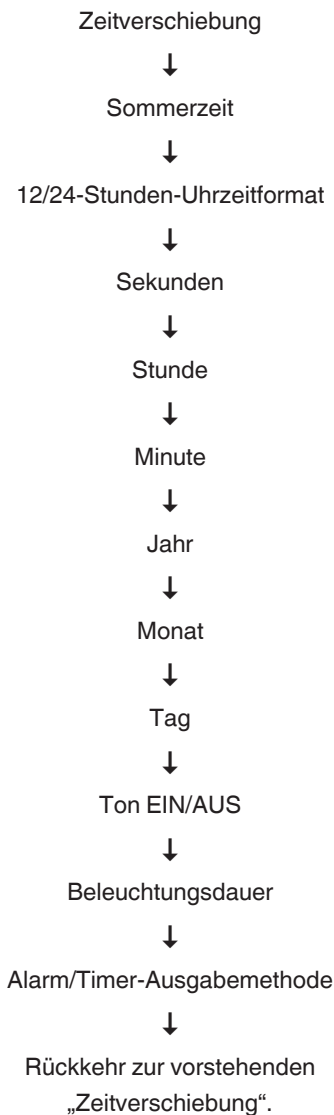 Zeitverschiebung
↓
Sommerzeit
↓
12/24-Stunden-Uhrzeitformat
↓
Sekunden
↓
Stunde
↓
Minute
↓
Jahr
↓
Monat
↓
Tag
↓
Ton EIN/AUS
↓
Beleuchtungsdauer
↓
Alarm/Timer-Ausgabemethode
↓
Rückkehr zur vorstehenden
„Zeitverschiebung“.